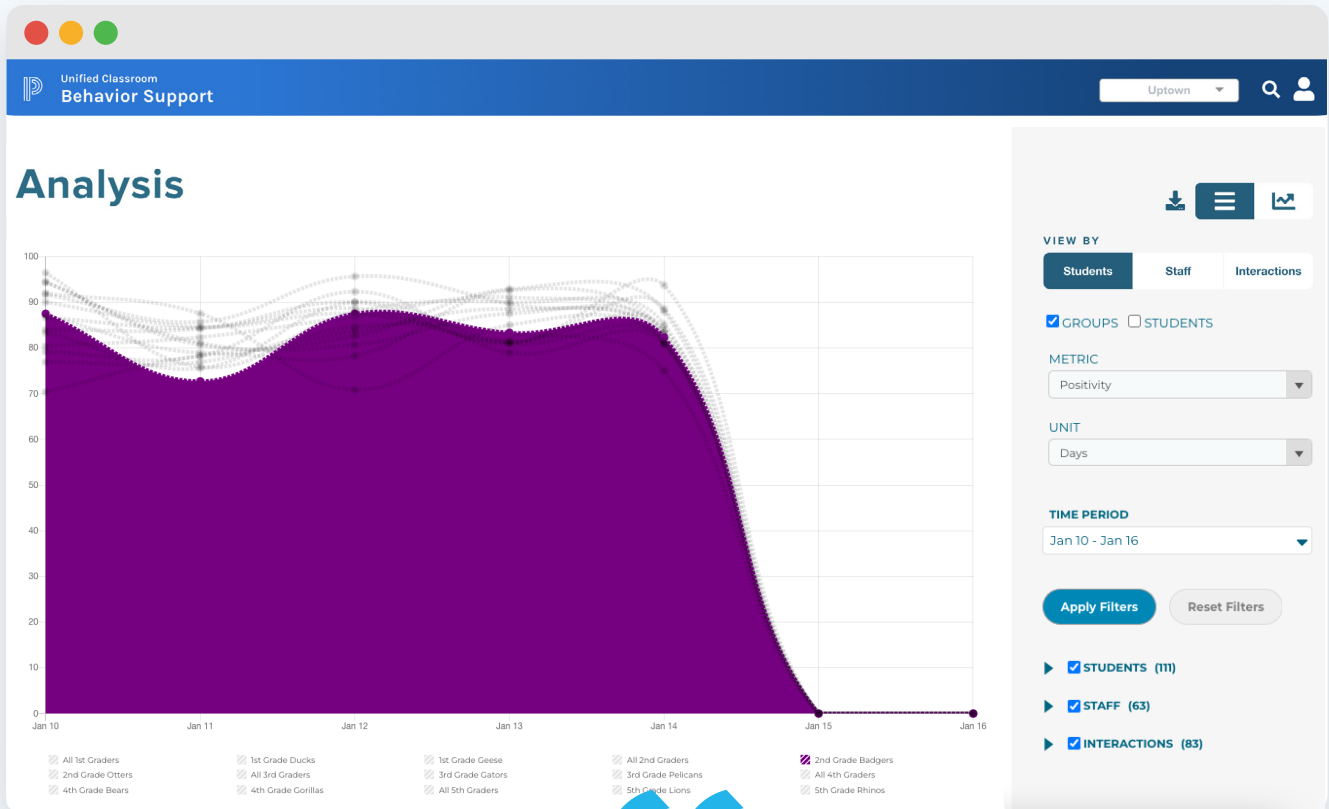 Unified Classroom
Behavior Support
Uptown
Analysis
VIEW BY
Students Staff Interactions
GROUPS STUDENTS
METRIC
Positivity
UNIT
Days
TIME PERIOD
Jan 10 - Jan 16
Apply Filters Reset Filters
STUDENTS (111)
STAFF (63)
INTERACTIONS (83)
100
90
80
70
60
50
40
30
20
10
0
Jan 10 Jan 11 Jan 12 Jan 13 Jan 14 Jan 15 Jan 16
All 1st Graders 1st Grade Ducks 1st Grade Geese All 2nd Graders 2nd Grade Badgers
2nd Grade Otters All 3rd Graders 3rd Grade Gators 3rd Grade Pelicans All 4th Graders
4th Grade Bears 4th Grade Gorillas All 5th Graders 5th Grade Lions 5th Grade Rhinos